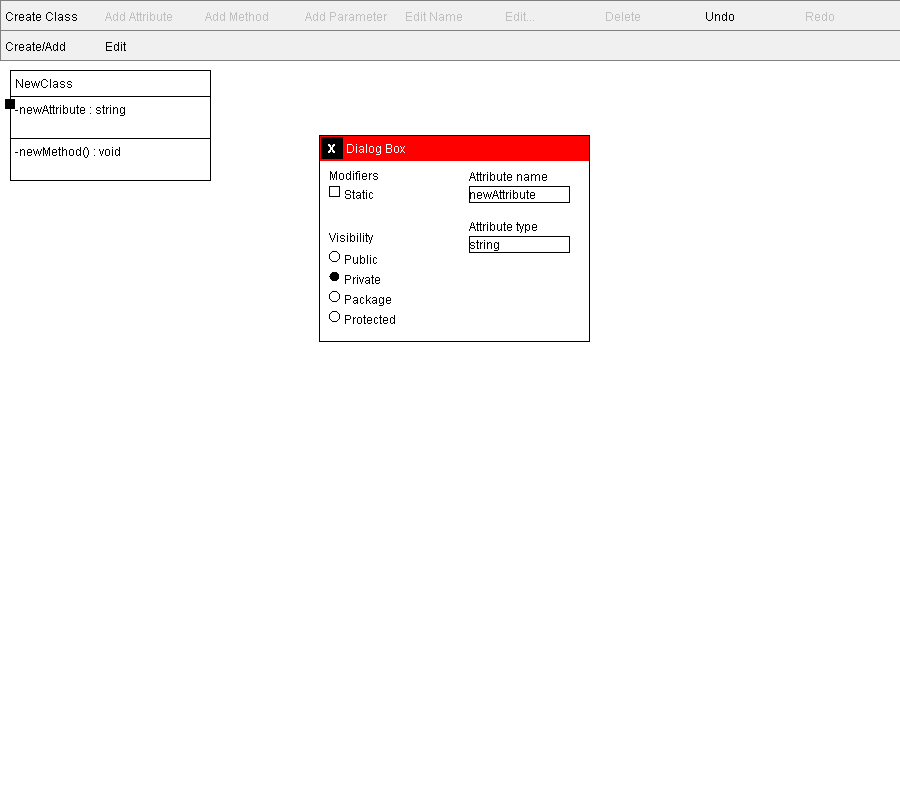 Create Class Add Attribute Add Method Add Parameter Edit Name Edit... Delete Undo Redo
Create/Add Edit
NewClass
-newAttribute : string
-newMethod() : void
X Dialog Box
Modifiers
Static
Visibility
Public
Private
Package
Protected
Attribute name
newAttribute
Attribute type
string